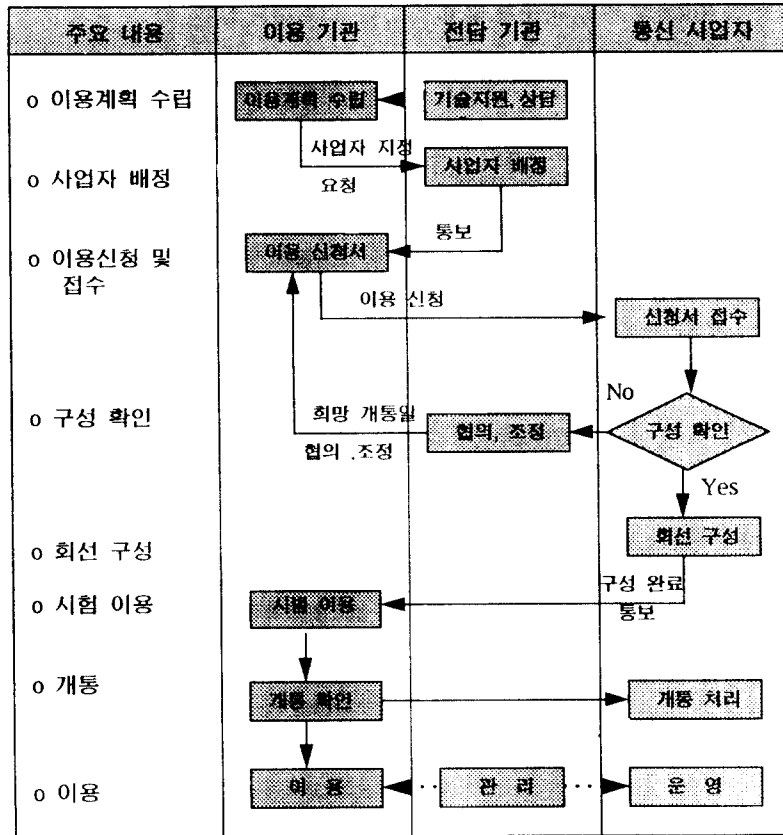 주요 내용 이용 기관 전담 기관 통신 사업자
o 이용계획 수립 이용계획 수립 기술지원, 상담
사업자 지정
o 사업자 배정 요청 사업자 배정
통보
o 이용신청 및 이용 신청서
접수
이용 신청
신청서 접수
No
o 구성 확인 희망 개통일 협의, 조정 구성 확인
협의 .조정
Yes
o 회선 구성 회선 구성
구성 완료
o 시험 이용 시험 이용 통보
o 개통 개통 확인 개통 처리
o 이용 이 용 관 리 운 영